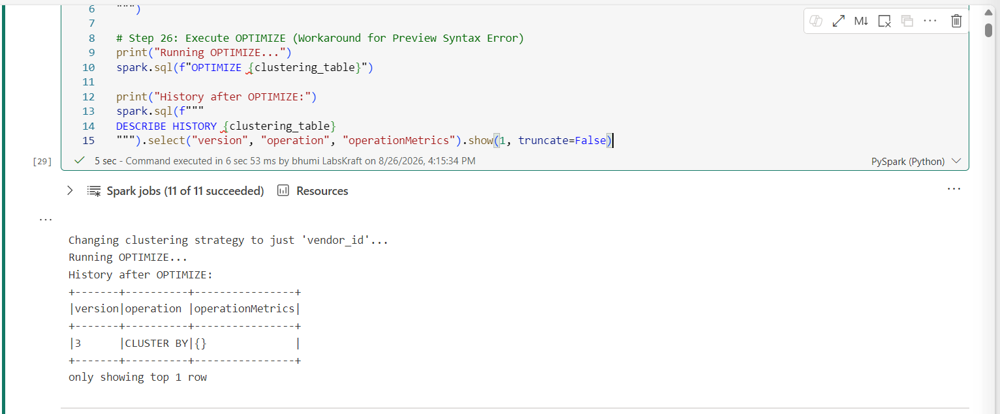 6 """)
7
8 # Step 26: Execute OPTIMIZE (Workaround for Preview Syntax Error)
9 print("Running OPTIMIZE...")
10 spark.sql(f"OPTIMIZE {clustering_table}")
11
12 print("History after OPTIMIZE:")
13 spark.sql(f"""
14 DESCRIBE HISTORY {clustering_table}
15 """).select("version", "operation", "operationMetrics").show(1, truncate=False)
M↓
[29] 5 sec - Command executed in 6 sec 53 ms by bhumi LabsKraft on 8/26/2026, 4:15:34 PM PySpark (Python)
Spark jobs (11 of 11 succeeded) Resources ...
...
Changing clustering strategy to just 'vendor_id'...
Running OPTIMIZE...
History after OPTIMIZE:
+-------+----------+----------------+
|version|operation |operationMetrics|
+-------+----------+----------------+
|3      |CLUSTER BY|{}              |
+-------+----------+----------------+
only showing top 1 row